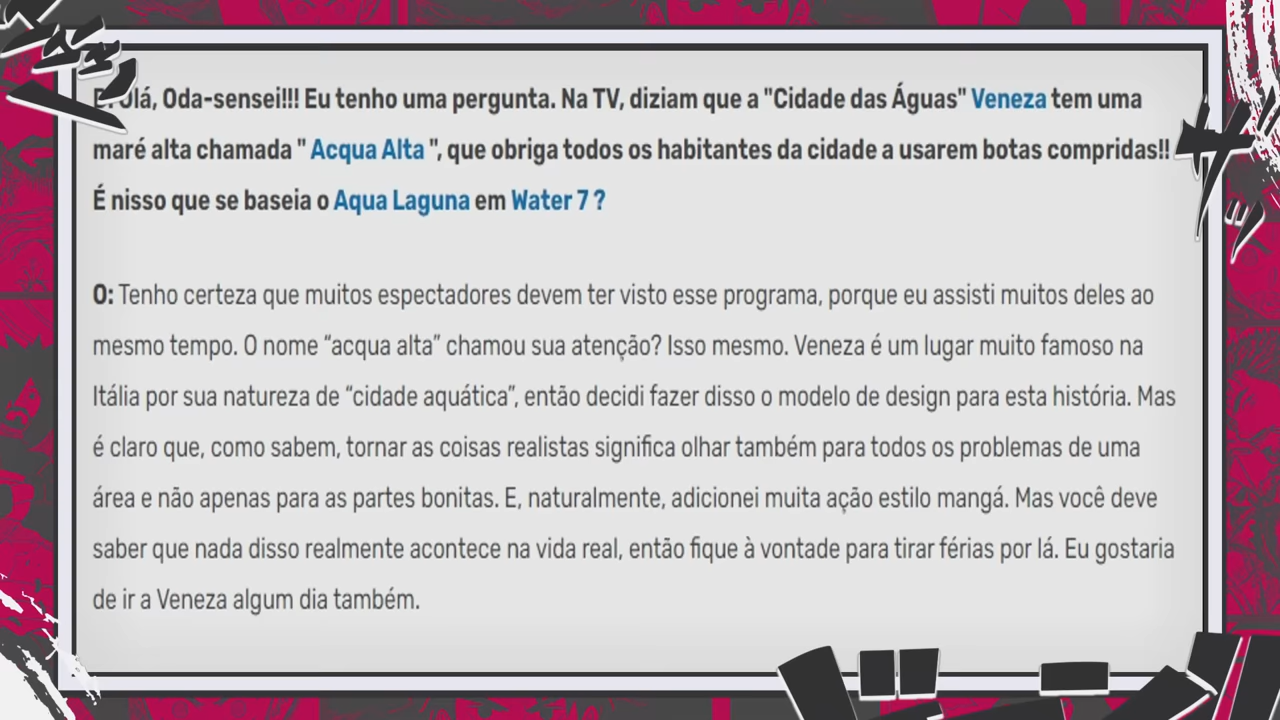 Olá, Oda-sensei!!! Eu tenho uma pergunta. Na TV, diziam que a "Cidade das Águas" Veneza tem uma
maré alta chamada " Acqua Alta ", que obriga todos os habitantes da cidade a usarem botas compridas!!
É nisso que se baseia o Aqua Laguna em Water 7 ?
O: Tenho certeza que muitos espectadores devem ter visto esse programa, porque eu assisti muitos deles ao
mesmo tempo. O nome “acqua alta” chamou sua atenção? Isso mesmo. Veneza é um lugar muito famoso na
Itália por sua natureza de “cidade aquática”, então decidi fazer disso o modelo de design para esta história. Mas
é claro que, como sabem, tornar as coisas realistas significa olhar também para todos os problemas de uma
área e não apenas para as partes bonitas. E, naturalmente, adicionei muita ação estilo mangá. Mas você deve
saber que nada disso realmente acontece na vida real, então fique à vontade para tirar férias por lá. Eu gostaria
de ir a Veneza algum dia também.